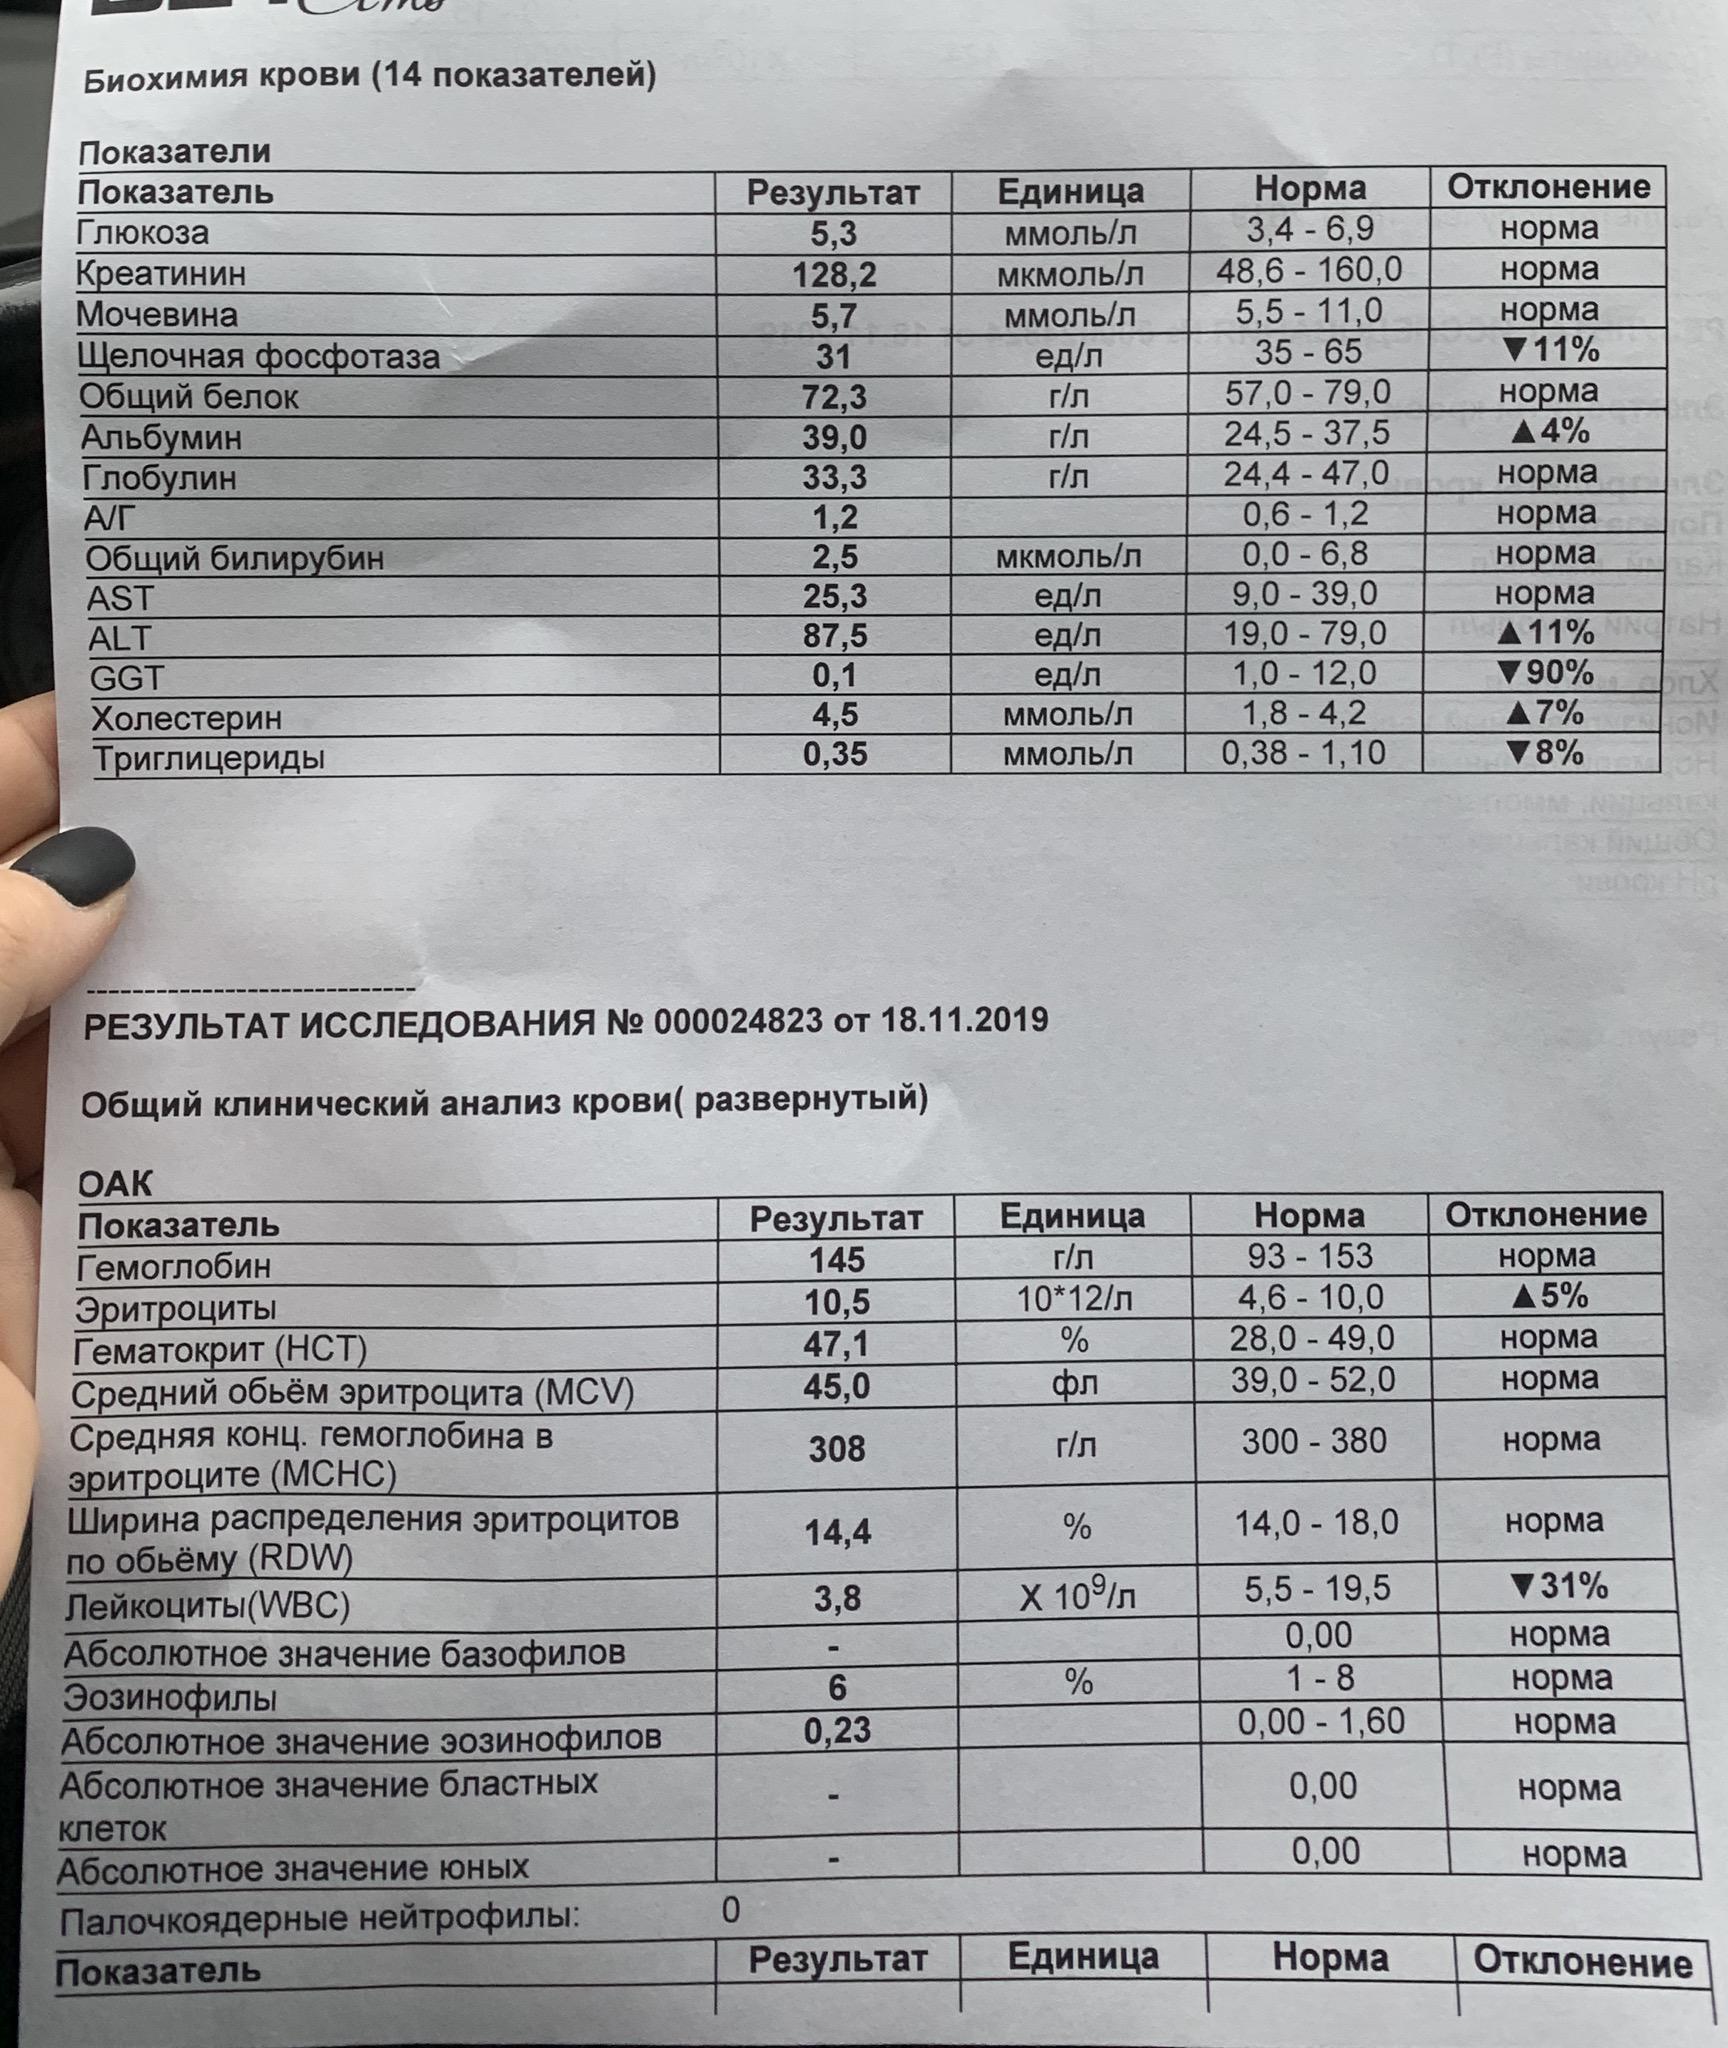 Биохимия крови (14 показателей)
Показатели
Показатель Результат Единица Норма Отклонение
Глюкоза 5,3 ммоль/л 3,4 - 6,9 норма
Креатинин 128,2 мкмоль/л 48,6 - 160,0 норма
Мочевина 5,7 ммоль/л 5,5 - 11,0 норма
Щелочная фосфотаза 31 ед/л 35 - 65 ▼11%
Общий белок 72,3 г/л 57,0 - 79,0 норма
Альбумин 39,0 г/л 24,5 - 37,5 ▲4%
Глобулин 33,3 г/л 24,4 - 47,0 норма
А/Г 1,2 0,6 - 1,2 норма
Общий билирубин 2,5 мкмоль/л 0,0 - 6,8 норма
AST 25,3 ед/л 9,0 - 39,0 норма
ALT 87,5 ед/л 19,0 - 79,0 ▲11%
GGT 0,1 ед/л 1,0 - 12,0 ▼90%
Холестерин 4,5 ммоль/л 1,8 - 4,2 ▲7%
Триглицериды 0,35 ммоль/л 0,38 - 1,10 ▼8%
-----------------------------
РЕЗУЛЬТАТ ИССЛЕДОВАНИЯ № 000024823 от 18.11.2019
Общий клинический анализ крови( развернутый)
ОАК
Показатель Результат Единица Норма Отклонение
Гемоглобин 145 г/л 93 - 153 норма
Эритроциты 10,5 10*12/л 4,6 - 10,0 ▲5%
Гематокрит (HCT) 47,1 % 28,0 - 49,0 норма
Средний обьём эритроцита (MCV) 45,0 фл 39,0 - 52,0 норма
Средняя конц. гемоглобина в
эритроците (MCHC) 308 г/л 300 - 380 норма
Ширина распределения эритроцитов
по обьёму (RDW) 14,4 % 14,0 - 18,0 норма
Лейкоциты(WBC) 3,8 X 10⁹/л 5,5 - 19,5 ▼31%
Абсолютное значение базофилов - 0,00 норма
Эозинофилы 6 % 1 - 8 норма
Абсолютное значение эозинофилов 0,23 0,00 - 1,60 норма
Абсолютное значение бластных
клеток - 0,00 норма
Абсолютное значение юных - 0,00 норма
Палочкоядерные нейтрофилы: 0
Показатель Результат Единица Норма Отклонение